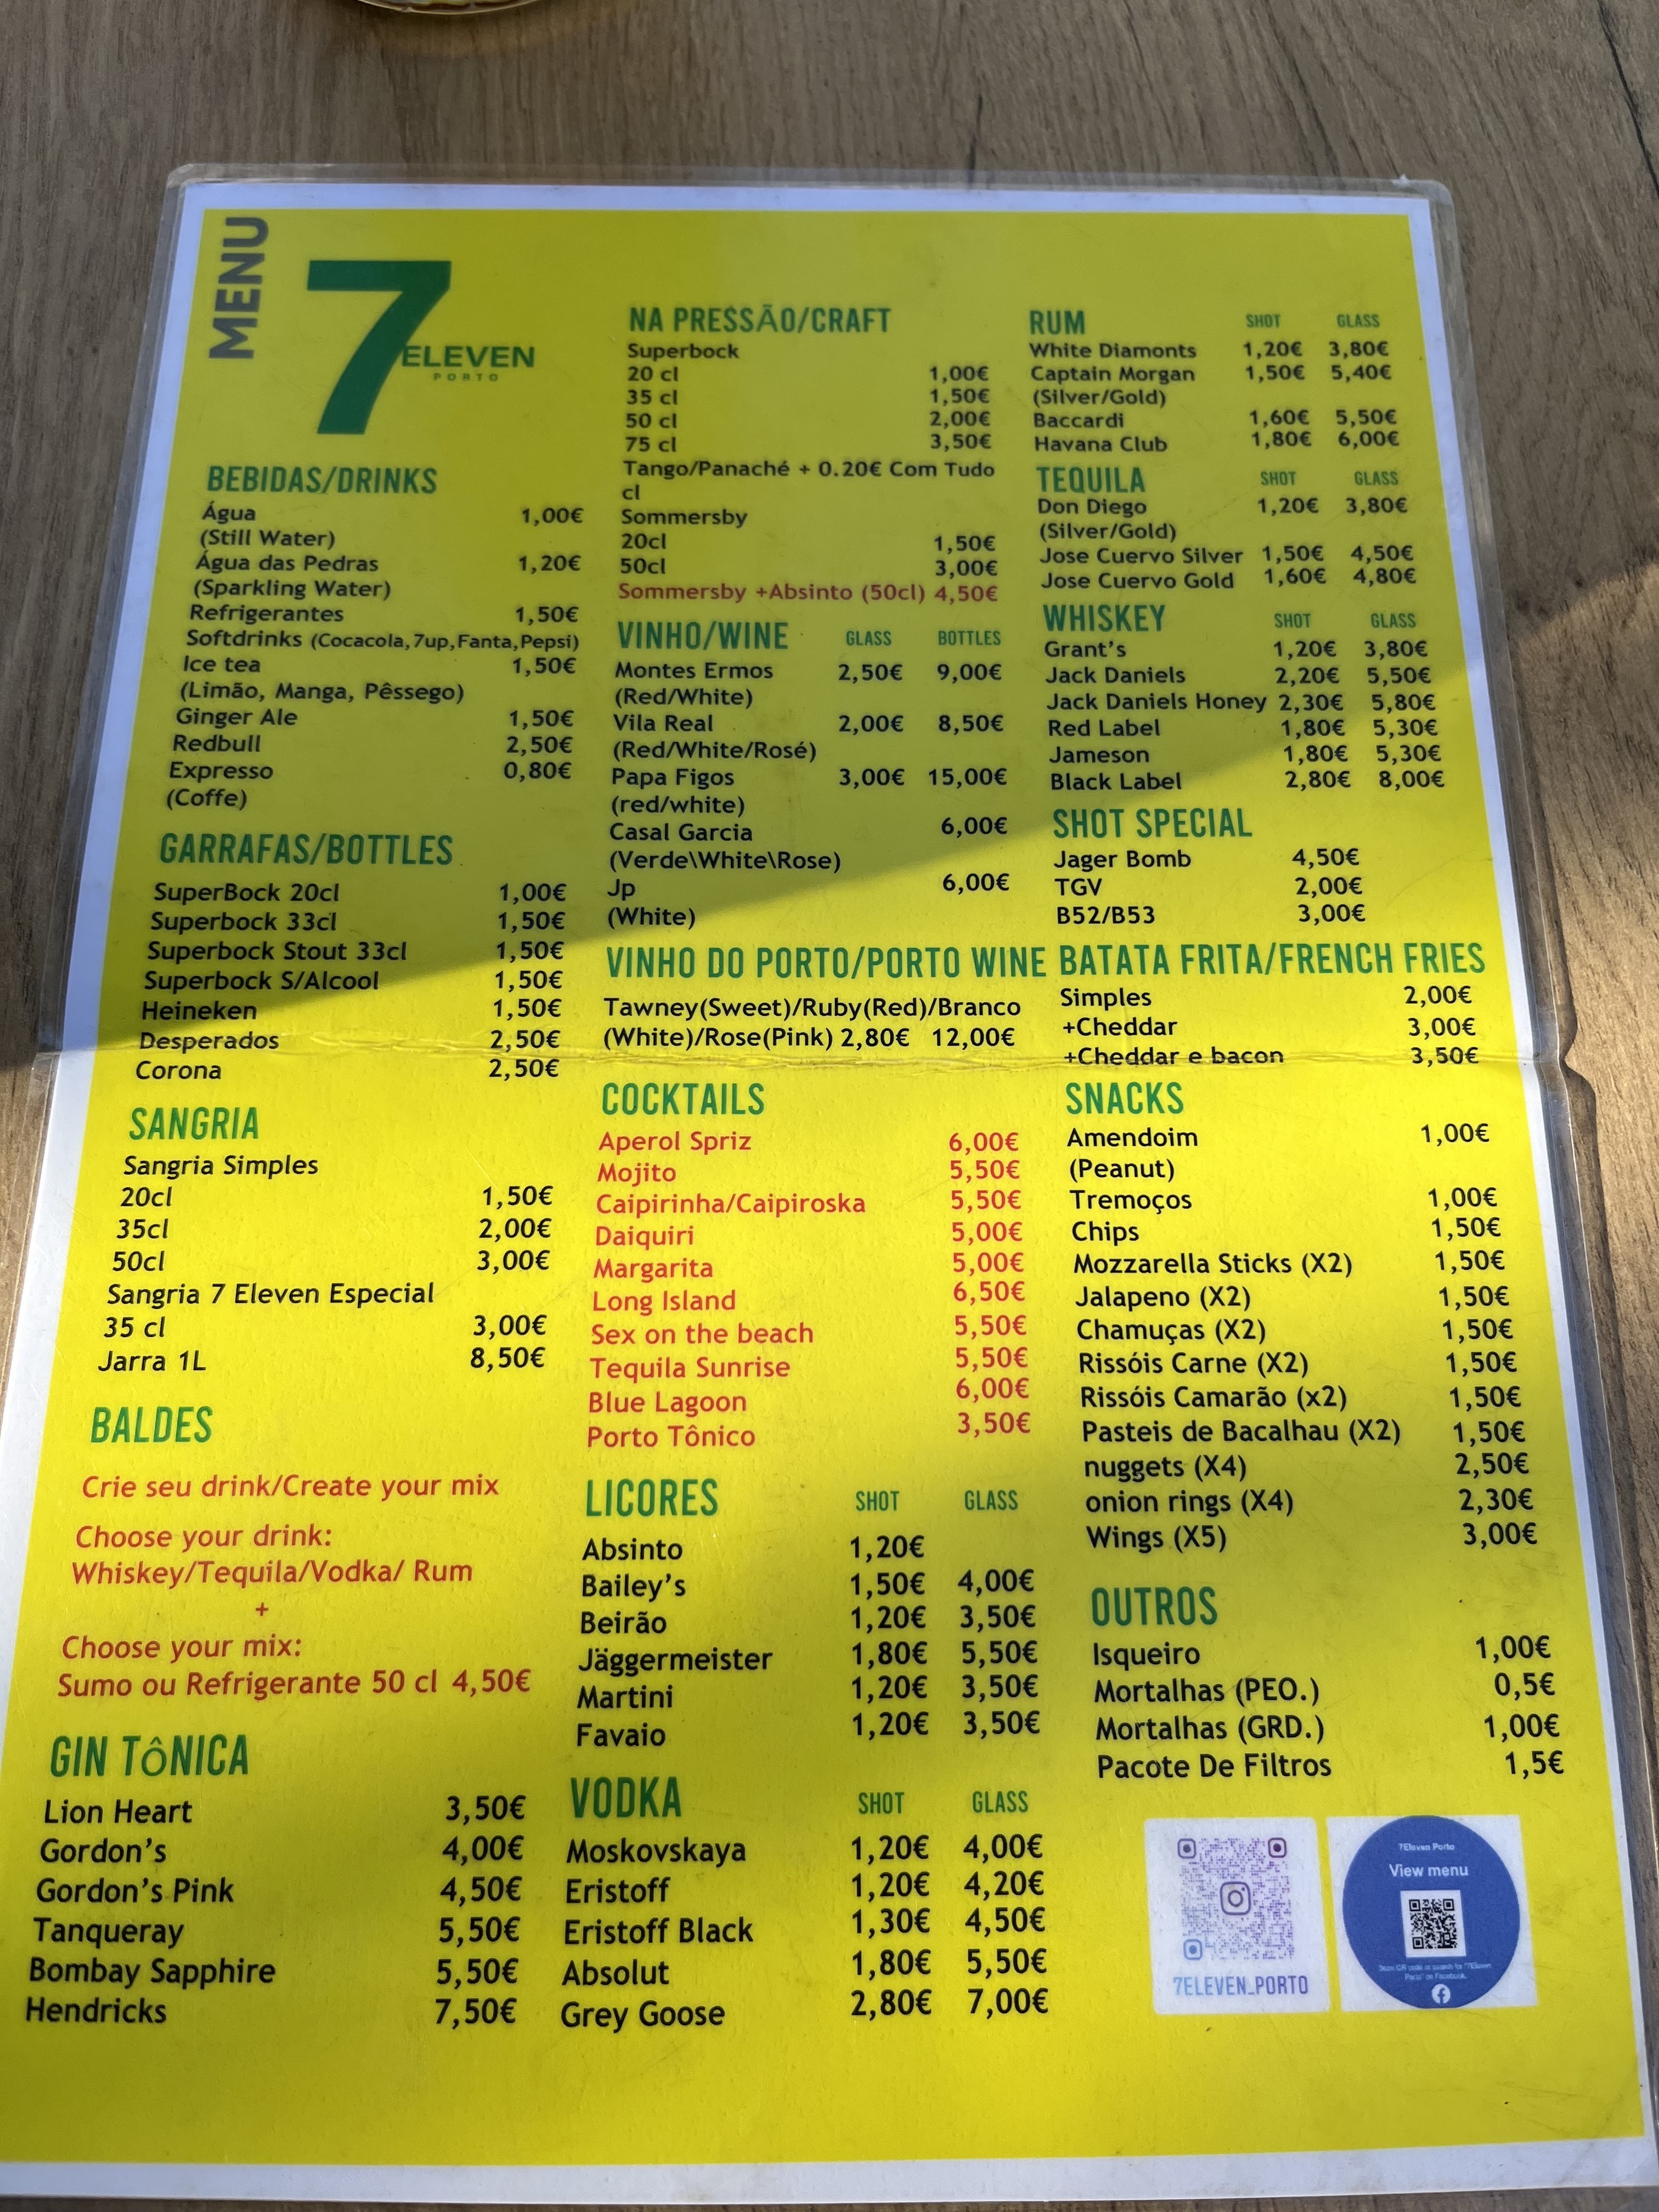 MENU
7
ELEVEN
PORTO
BEBIDAS/DRINKS
Água 1,00€
(Still Water)
Água das Pedras 1,20€
(Sparkling Water)
Refrigerantes 1,50€
Softdrinks (Cocacola,7up,Fanta,Pepsi)
Ice tea 1,50€
(Limão, Manga, Pêssego)
Ginger Ale 1,50€
Redbull 2,50€
Expresso 0,80€
(Coffe)
GARRAFAS/BOTTLES
SuperBock 20cl 1,00€
Superbock 33cl 1,50€
Superbock Stout 33cl 1,50€
Superbock S/Alcool 1,50€
Heineken 1,50€
Desperados 2,50€
Corona 2,50€
SANGRIA
Sangria Simples
20cl 1,50€
35cl 2,00€
50cl 3,00€
Sangria 7 Eleven Especial
35 cl 3,00€
Jarra 1L 8,50€
BALDES
Crie seu drink/Create your mix
Choose your drink:
Whiskey/Tequila/Vodka/ Rum
+
Choose your mix:
Sumo ou Refrigerante 50 cl 4,50€
GIN TÔNICA
Lion Heart 3,50€
Gordon's 4,00€
Gordon's Pink 4,50€
Tanqueray 5,50€
Bombay Sapphire 5,50€
Hendricks 7,50€
NA PRESSÃO/CRAFT
Superbock
20 cl 1,00€
35 cl 1,50€
50 cl 2,00€
75 cl 3,50€
Tango/Panaché + 0.20€ Com Tudo
cl
Sommersby
20cl 1,50€
50cl 3,00€
Sommersby +Absinto (50cl) 4,50€
VINHO/WINE GLASS BOTTLES
Montes Ermos 2,50€ 9,00€
(Red/White)
Vila Real 2,00€ 8,50€
(Red/White/Rosé)
Papa Figos 3,00€ 15,00€
(red/white)
Casal Garcia 6,00€
(Verde\White\Rose)
Jp 6,00€
(White)
VINHO DO PORTO/PORTO WINE
Tawney(Sweet)/Ruby(Red)/Branco
(White)/Rose(Pink) 2,80€ 12,00€
COCKTAILS
Aperol Spriz 6,00€
Mojito 5,50€
Caipirinha/Caipiroska 5,50€
Daiquiri 5,00€
Margarita 5,00€
Long Island 6,50€
Sex on the beach 5,50€
Tequila Sunrise 5,50€
Blue Lagoon 6,00€
Porto Tônico 3,50€
LICORES SHOT GLASS
Absinto 1,20€
Bailey's 1,50€ 4,00€
Beirão 1,20€ 3,50€
Jäggermeister 1,80€ 5,50€
Martini 1,20€ 3,50€
Favaio 1,20€ 3,50€
VODKA SHOT GLASS
Moskovskaya 1,20€ 4,00€
Eristoff 1,20€ 4,20€
Eristoff Black 1,30€ 4,50€
Absolut 1,80€ 5,50€
Grey Goose 2,80€ 7,00€
RUM SHOT GLASS
White Diamonts 1,20€ 3,80€
Captain Morgan 1,50€ 5,40€
(Silver/Gold)
Baccardi 1,60€ 5,50€
Havana Club 1,80€ 6,00€
TEQUILA SHOT GLASS
Don Diego 1,20€ 3,80€
(Silver/Gold)
Jose Cuervo Silver 1,50€ 4,50€
Jose Cuervo Gold 1,60€ 4,80€
WHISKEY SHOT GLASS
Grant's 1,20€ 3,80€
Jack Daniels 2,20€ 5,50€
Jack Daniels Honey 2,30€ 5,80€
Red Label 1,80€ 5,30€
Jameson 1,80€ 5,30€
Black Label 2,80€ 8,00€
SHOT SPECIAL
Jager Bomb 4,50€
TGV 2,00€
B52/B53 3,00€
BATATA FRITA/FRENCH FRIES
Simples 2,00€
+Cheddar 3,00€
+Cheddar e bacon 3,50€
SNACKS
Amendoim 1,00€
(Peanut)
Tremoços 1,00€
Chips 1,50€
Mozzarella Sticks (X2) 1,50€
Jalapeno (X2) 1,50€
Chamuças (X2) 1,50€
Rissóis Carne (X2) 1,50€
Rissóis Camarão (x2) 1,50€
Pasteis de Bacalhau (X2) 1,50€
nuggets (X4) 2,50€
onion rings (X4) 2,30€
Wings (X5) 3,00€
OUTROS
Isqueiro 1,00€
Mortalhas (PEO.) 0,5€
Mortalhas (GRD.) 1,00€
Pacote De Filtros 1,5€
7ELEVEN_PORTO
7Eleven Porto
View menu
Scan QR code or search for "7Eleven
Porto" on Facebook.